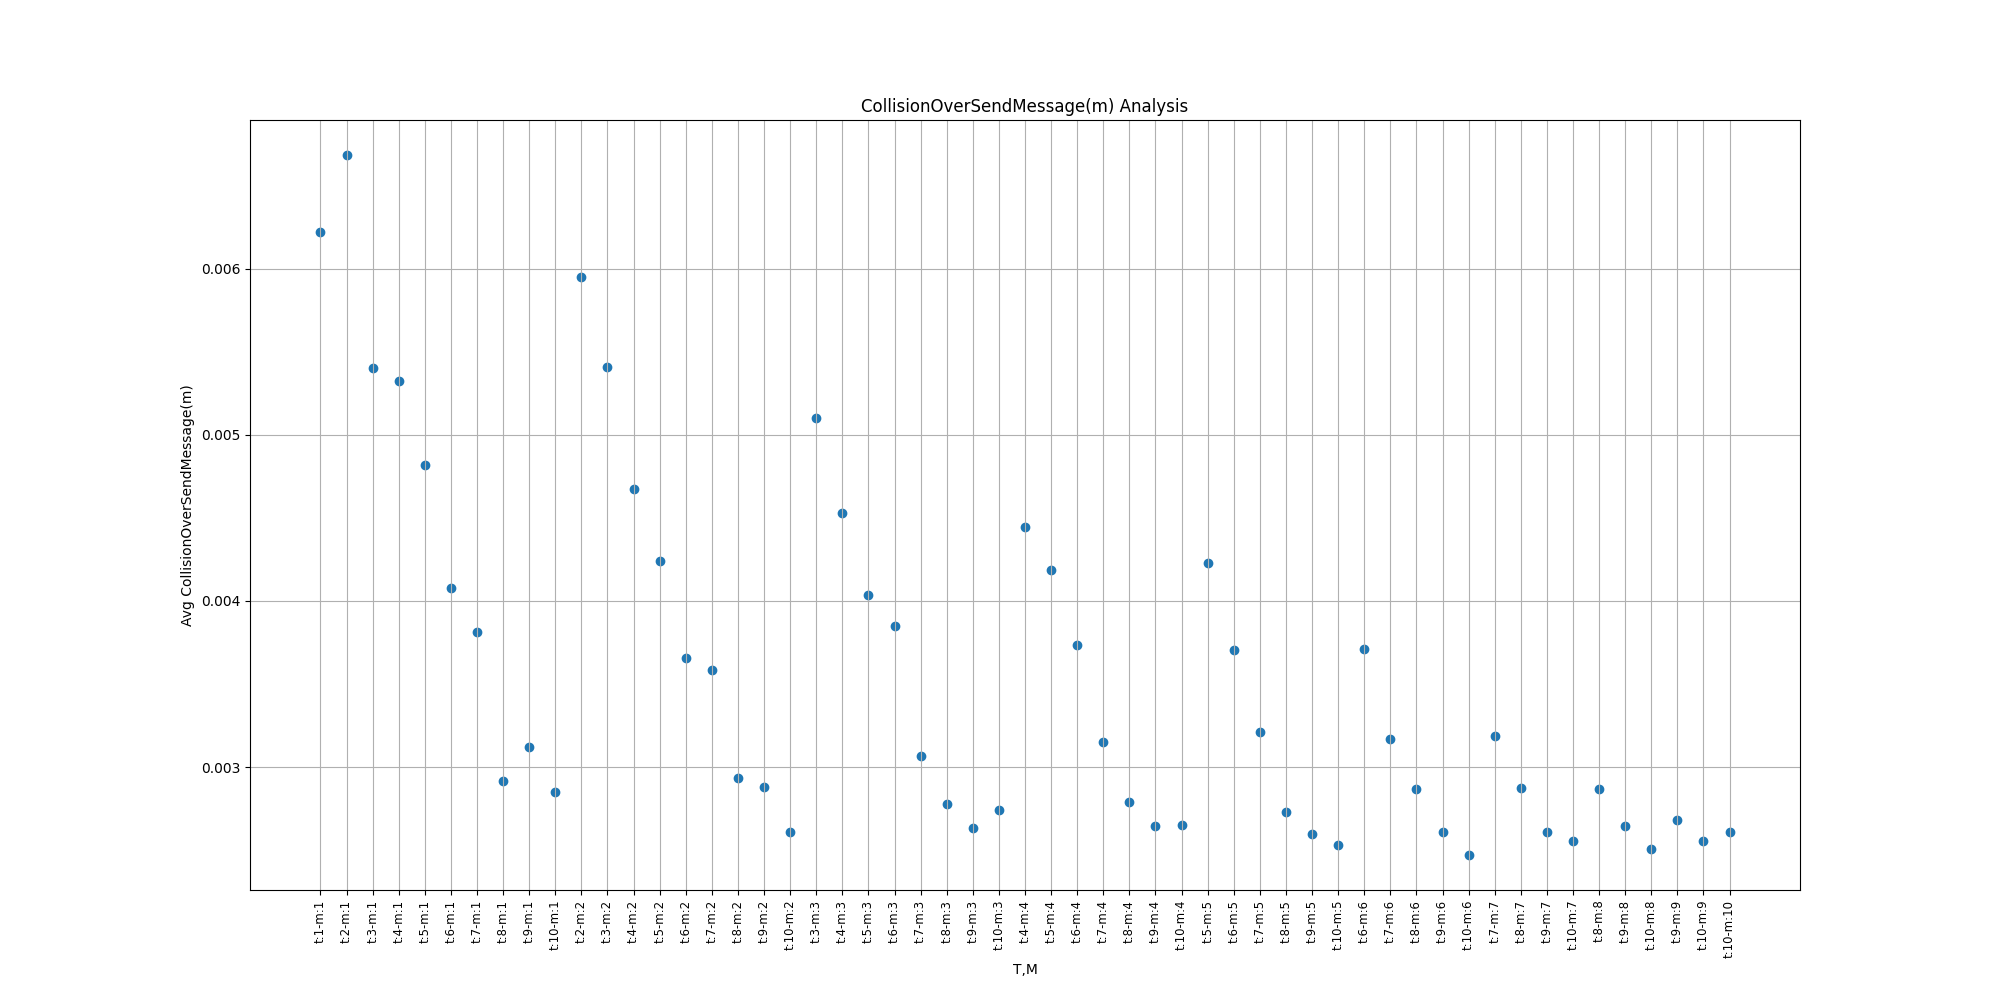 CollisionOverSendMessage(m) Analysis
Avg CollisionOverSendMessage(m)
0.006
0.005
0.004
0.003
t:1-m:1
t:2-m:1
t:3-m:1
t:4-m:1
t:5-m:1
t:6-m:1
t:7-m:1
t:8-m:1
t:9-m:1
t:10-m:1
t:2-m:2
t:3-m:2
t:4-m:2
t:5-m:2
t:6-m:2
t:7-m:2
t:8-m:2
t:9-m:2
t:10-m:2
t:3-m:3
t:4-m:3
t:5-m:3
t:6-m:3
t:7-m:3
t:8-m:3
t:9-m:3
t:10-m:3
t:4-m:4
t:5-m:4
t:6-m:4
t:7-m:4
t:8-m:4
t:9-m:4
t:10-m:4
t:5-m:5
t:6-m:5
t:7-m:5
t:8-m:5
t:9-m:5
t:10-m:5
t:6-m:6
t:7-m:6
t:8-m:6
t:9-m:6
t:10-m:6
t:7-m:7
t:8-m:7
t:9-m:7
t:10-m:7
t:8-m:8
t:9-m:8
t:10-m:8
t:9-m:9
t:10-m:9
t:10-m:10
T,M